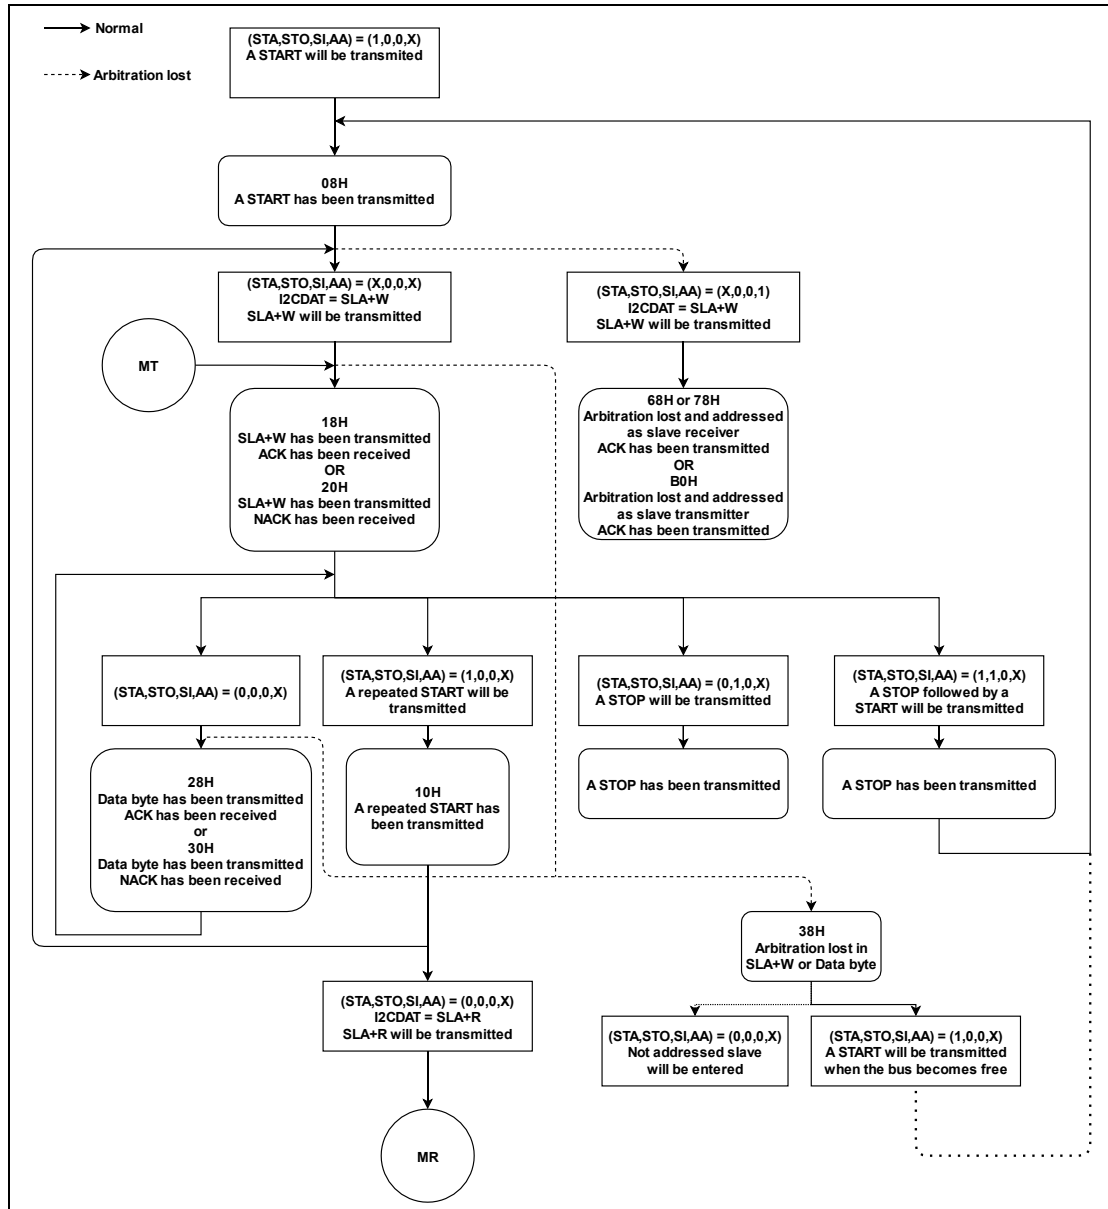 Normal
Arbitration lost
(STA,STO,SI,AA) = (1,0,0,X)
A START will be transmited
08H
A START has been transmitted
(STA,STO,SI,AA) = (X,0,0,X)
I2CDAT = SLA+W
SLA+W will be transmitted
(STA,STO,SI,AA) = (X,0,0,1)
I2CDAT = SLA+W
SLA+W will be transmitted
MT
18H
SLA+W has been transmitted
ACK has been received
OR
20H
SLA+W has been transmitted
NACK has been received
68H or 78H
Arbitration lost and addressed
as slave receiver
ACK has been transmitted
OR
B0H
Arbitration lost and addressed
as slave transmitter
ACK has been transmitted
(STA,STO,SI,AA) = (0,0,0,X)
(STA,STO,SI,AA) = (1,0,0,X)
A repeated START will be
transmitted
(STA,STO,SI,AA) = (0,1,0,X)
A STOP will be transmitted
(STA,STO,SI,AA) = (1,1,0,X)
A STOP followed by a
START will be transmitted
28H
Data byte has been transmitted
ACK has been received
or
30H
Data byte has been transmitted
NACK has been received
10H
A repeated START has
been transmitted
A STOP has been transmitted
A STOP has been transmitted
38H
Arbitration lost in
SLA+W or Data byte
(STA,STO,SI,AA) = (0,0,0,X)
I2CDAT = SLA+R
SLA+R will be transmitted
(STA,STO,SI,AA) = (0,0,0,X)
Not addressed slave
will be entered
(STA,STO,SI,AA) = (1,0,0,X)
A START will be transmitted
when the bus becomes free
MR